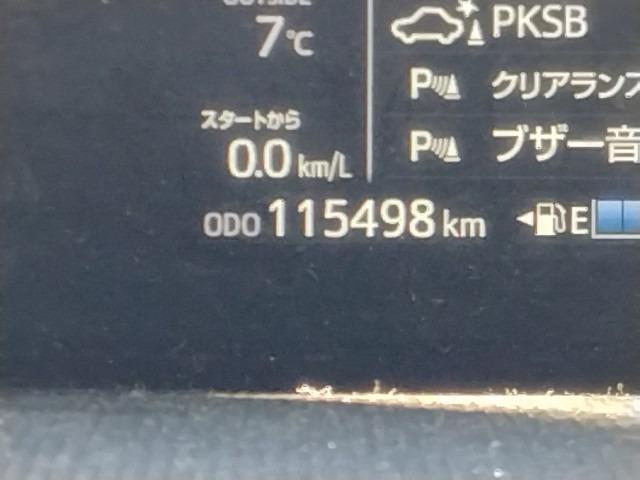 OUTSIDE
7℃
スタートから
0.0 km/L
ODO 115498 km
PKSB
P クリアランス
P ブザー音
E